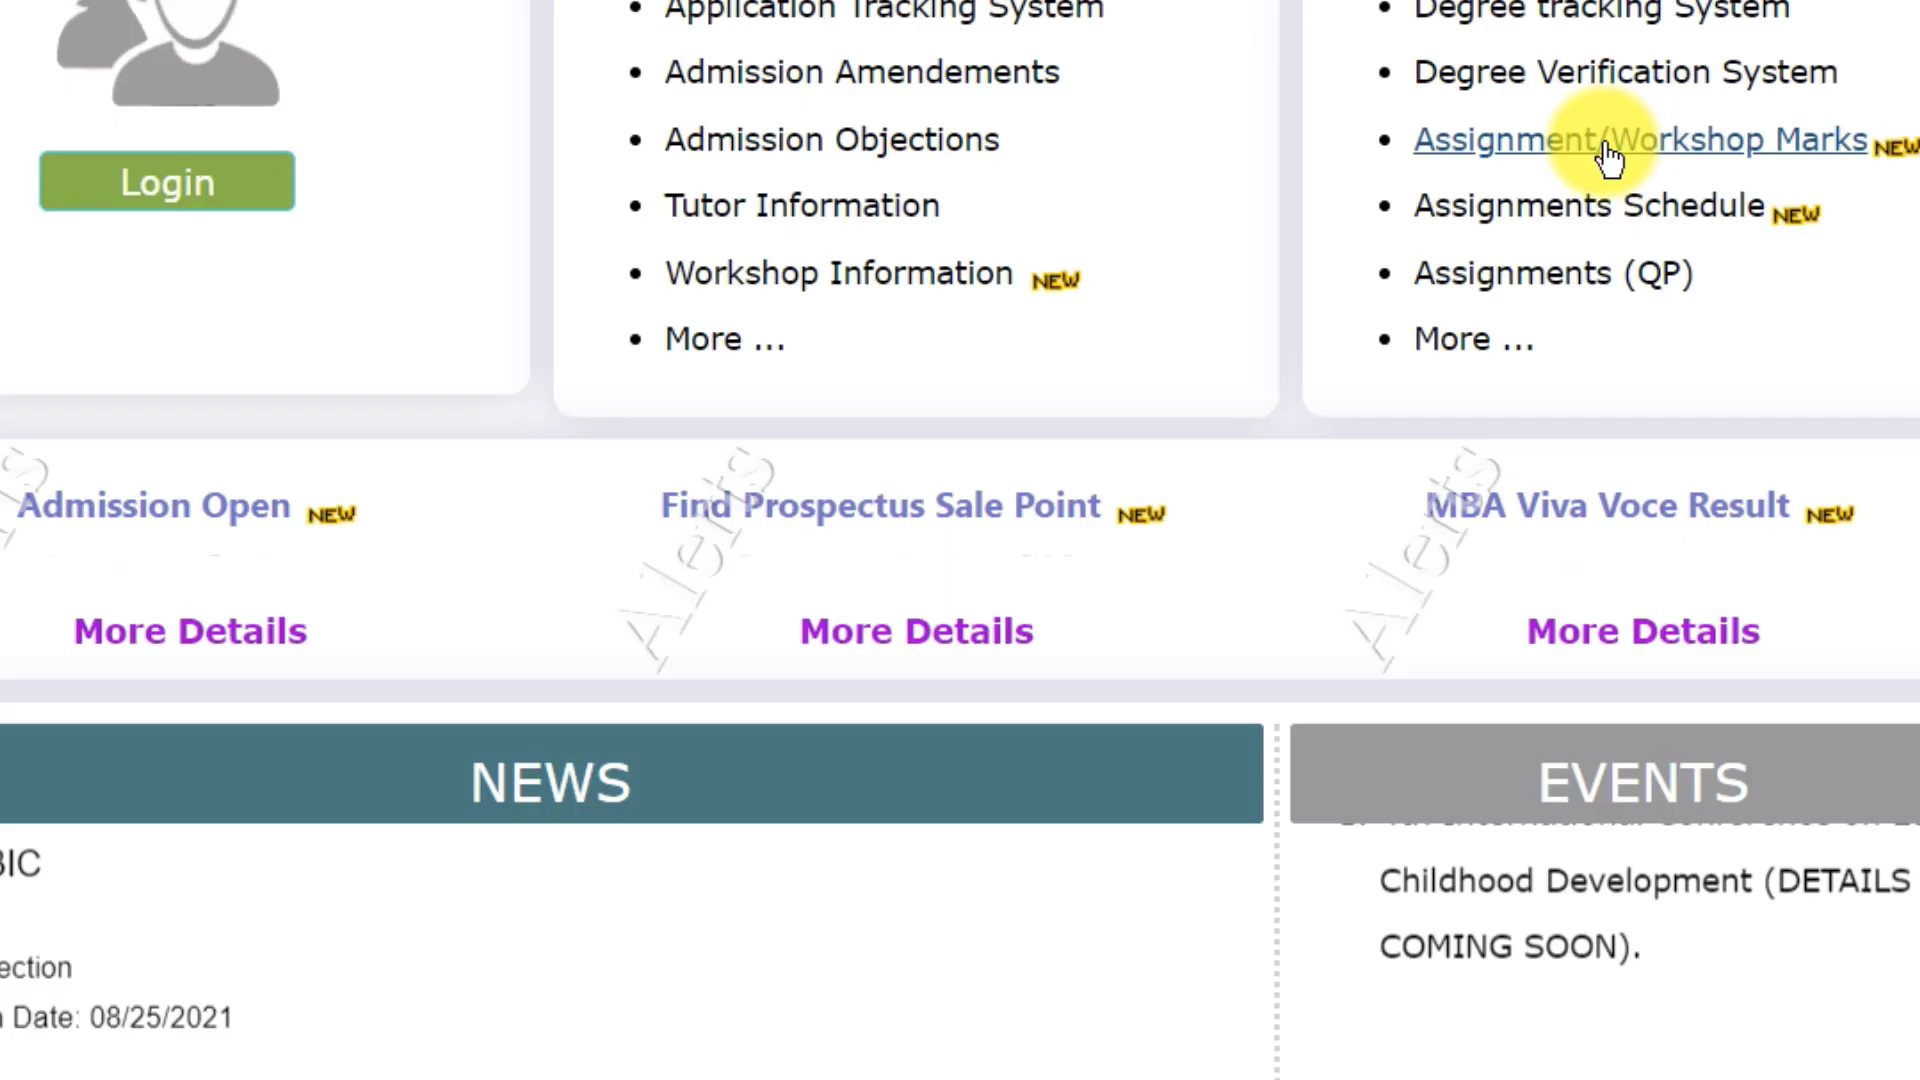 Application Tracking System
Admission Amendements
Admission Objections
Tutor Information
Workshop Information NEW
More ...
Degree tracking System
Degree Verification System
Assignment/Workshop Marks NEW
Assignments Schedule NEW
Assignments (QP)
More ...
Login
Admission Open NEW
More Details
Alerts
Find Prospectus Sale Point NEW
More Details
Alerts
MBA Viva Voce Result NEW
More Details
NEWS
Date: 08/25/2021
EVENTS
Childhood Development (DETAILS
COMING SOON).